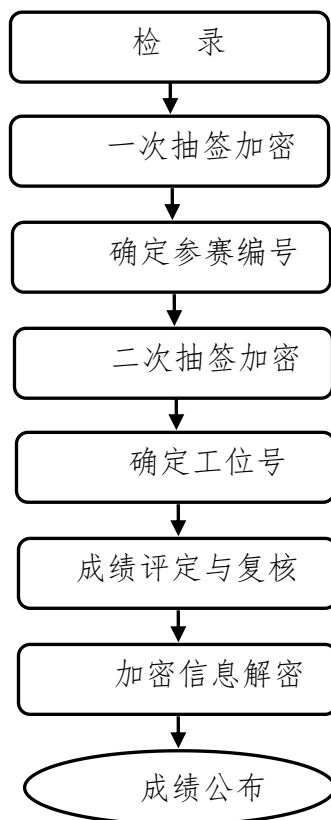 检 录
一次抽签加密
确定参赛编号
二次抽签加密
确定工位号
成绩评定与复核
加密信息解密
成绩公布